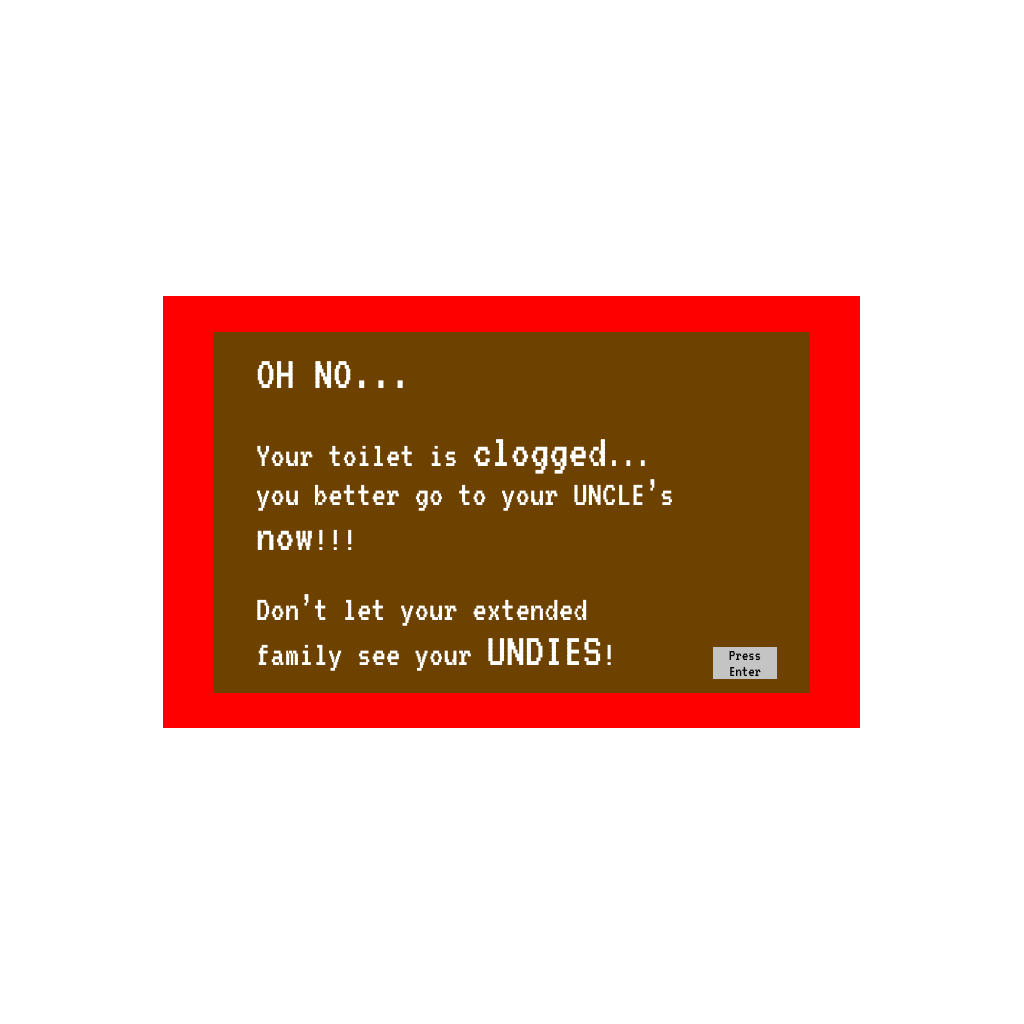 OH NO...
Your toilet is clogged...
you better go to your UNCLE's
now!!!
Don't let your extended
family see your UNDIES!
Press
Enter